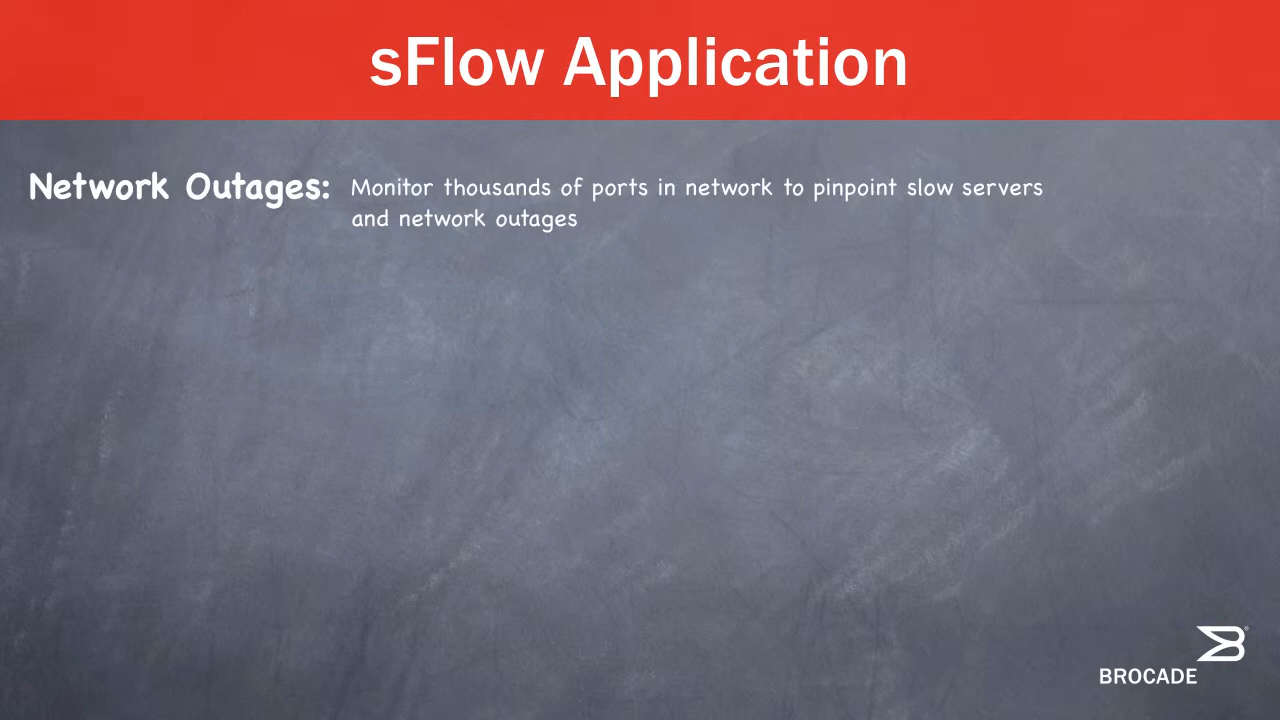 sFlow Application
Network Outages: Monitor thousands of ports in network to pinpoint slow servers
and network outages
BROCADE